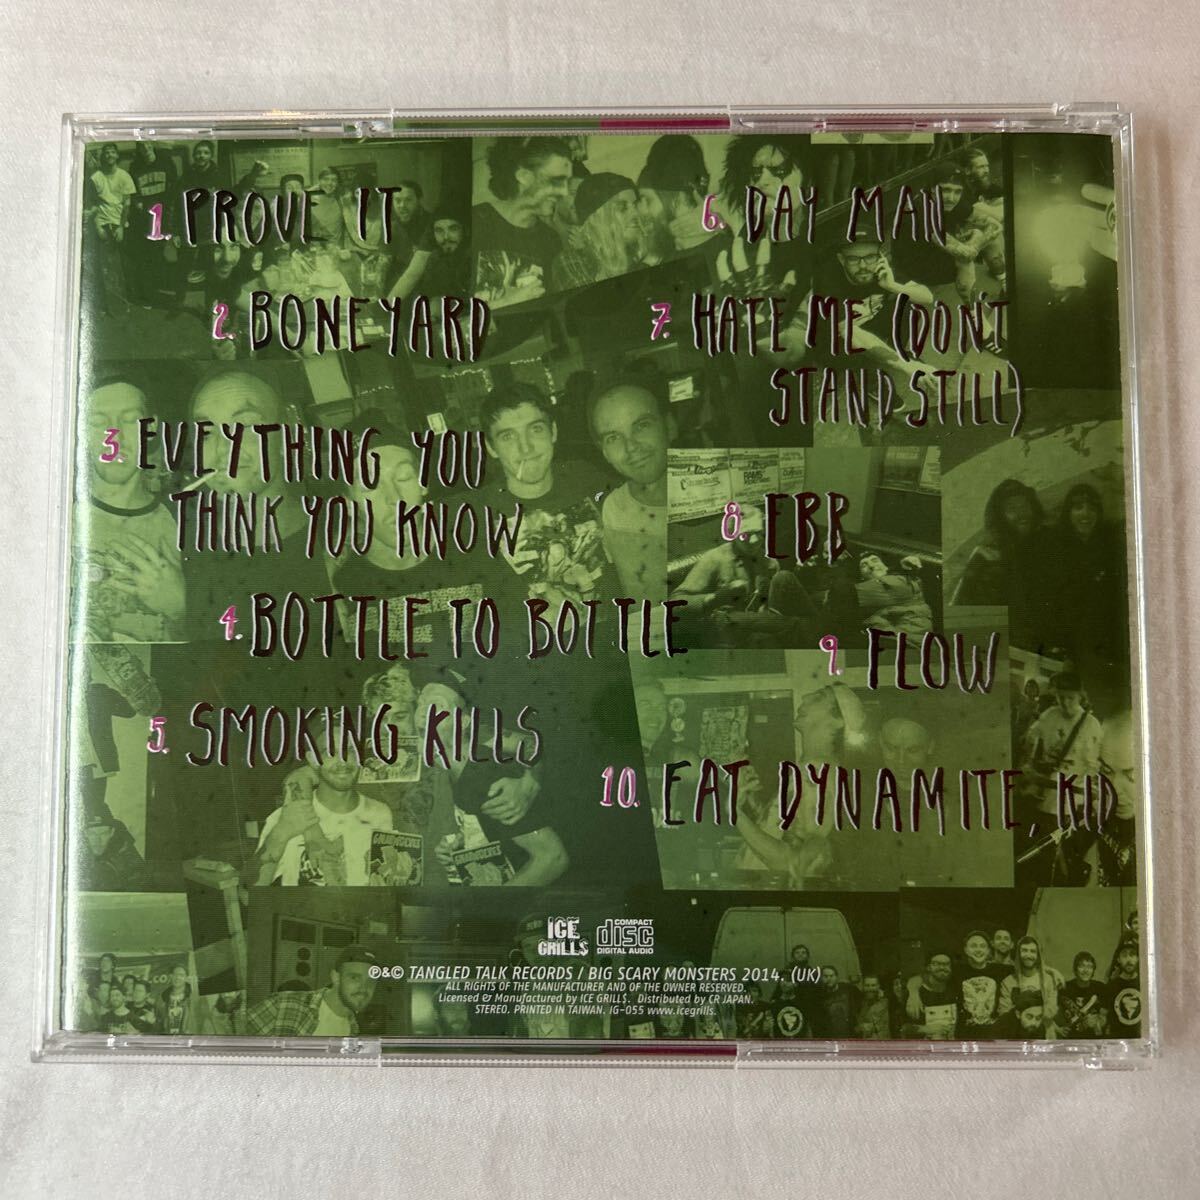 1. PROVE IT
2. BONEYARD
3. EVEYTHING YOU
THINK YOU KNOW
4. BOTTLE TO BOTTLE
5. SMOKING KILLS
6. DAY MAN
7. HATE ME (DON'T
STAND STILL)
8. EBB
9. FLOW
10. EAT DYNAMITE, KID
ICE
GRILL$
COMPACT
disc
DIGITAL AUDIO
℗&© TANGLED TALK RECORDS / BIG SCARY MONSTERS 2014. (UK)
ALL RIGHTS OF THE MANUFACTURER AND OF THE OWNER RESERVED.
Licensed & Manufactured by ICE GRILL$. Distributed by CR JAPAN.
STEREO. PRINTED IN TAIWAN. IG-055 www.icegrills.